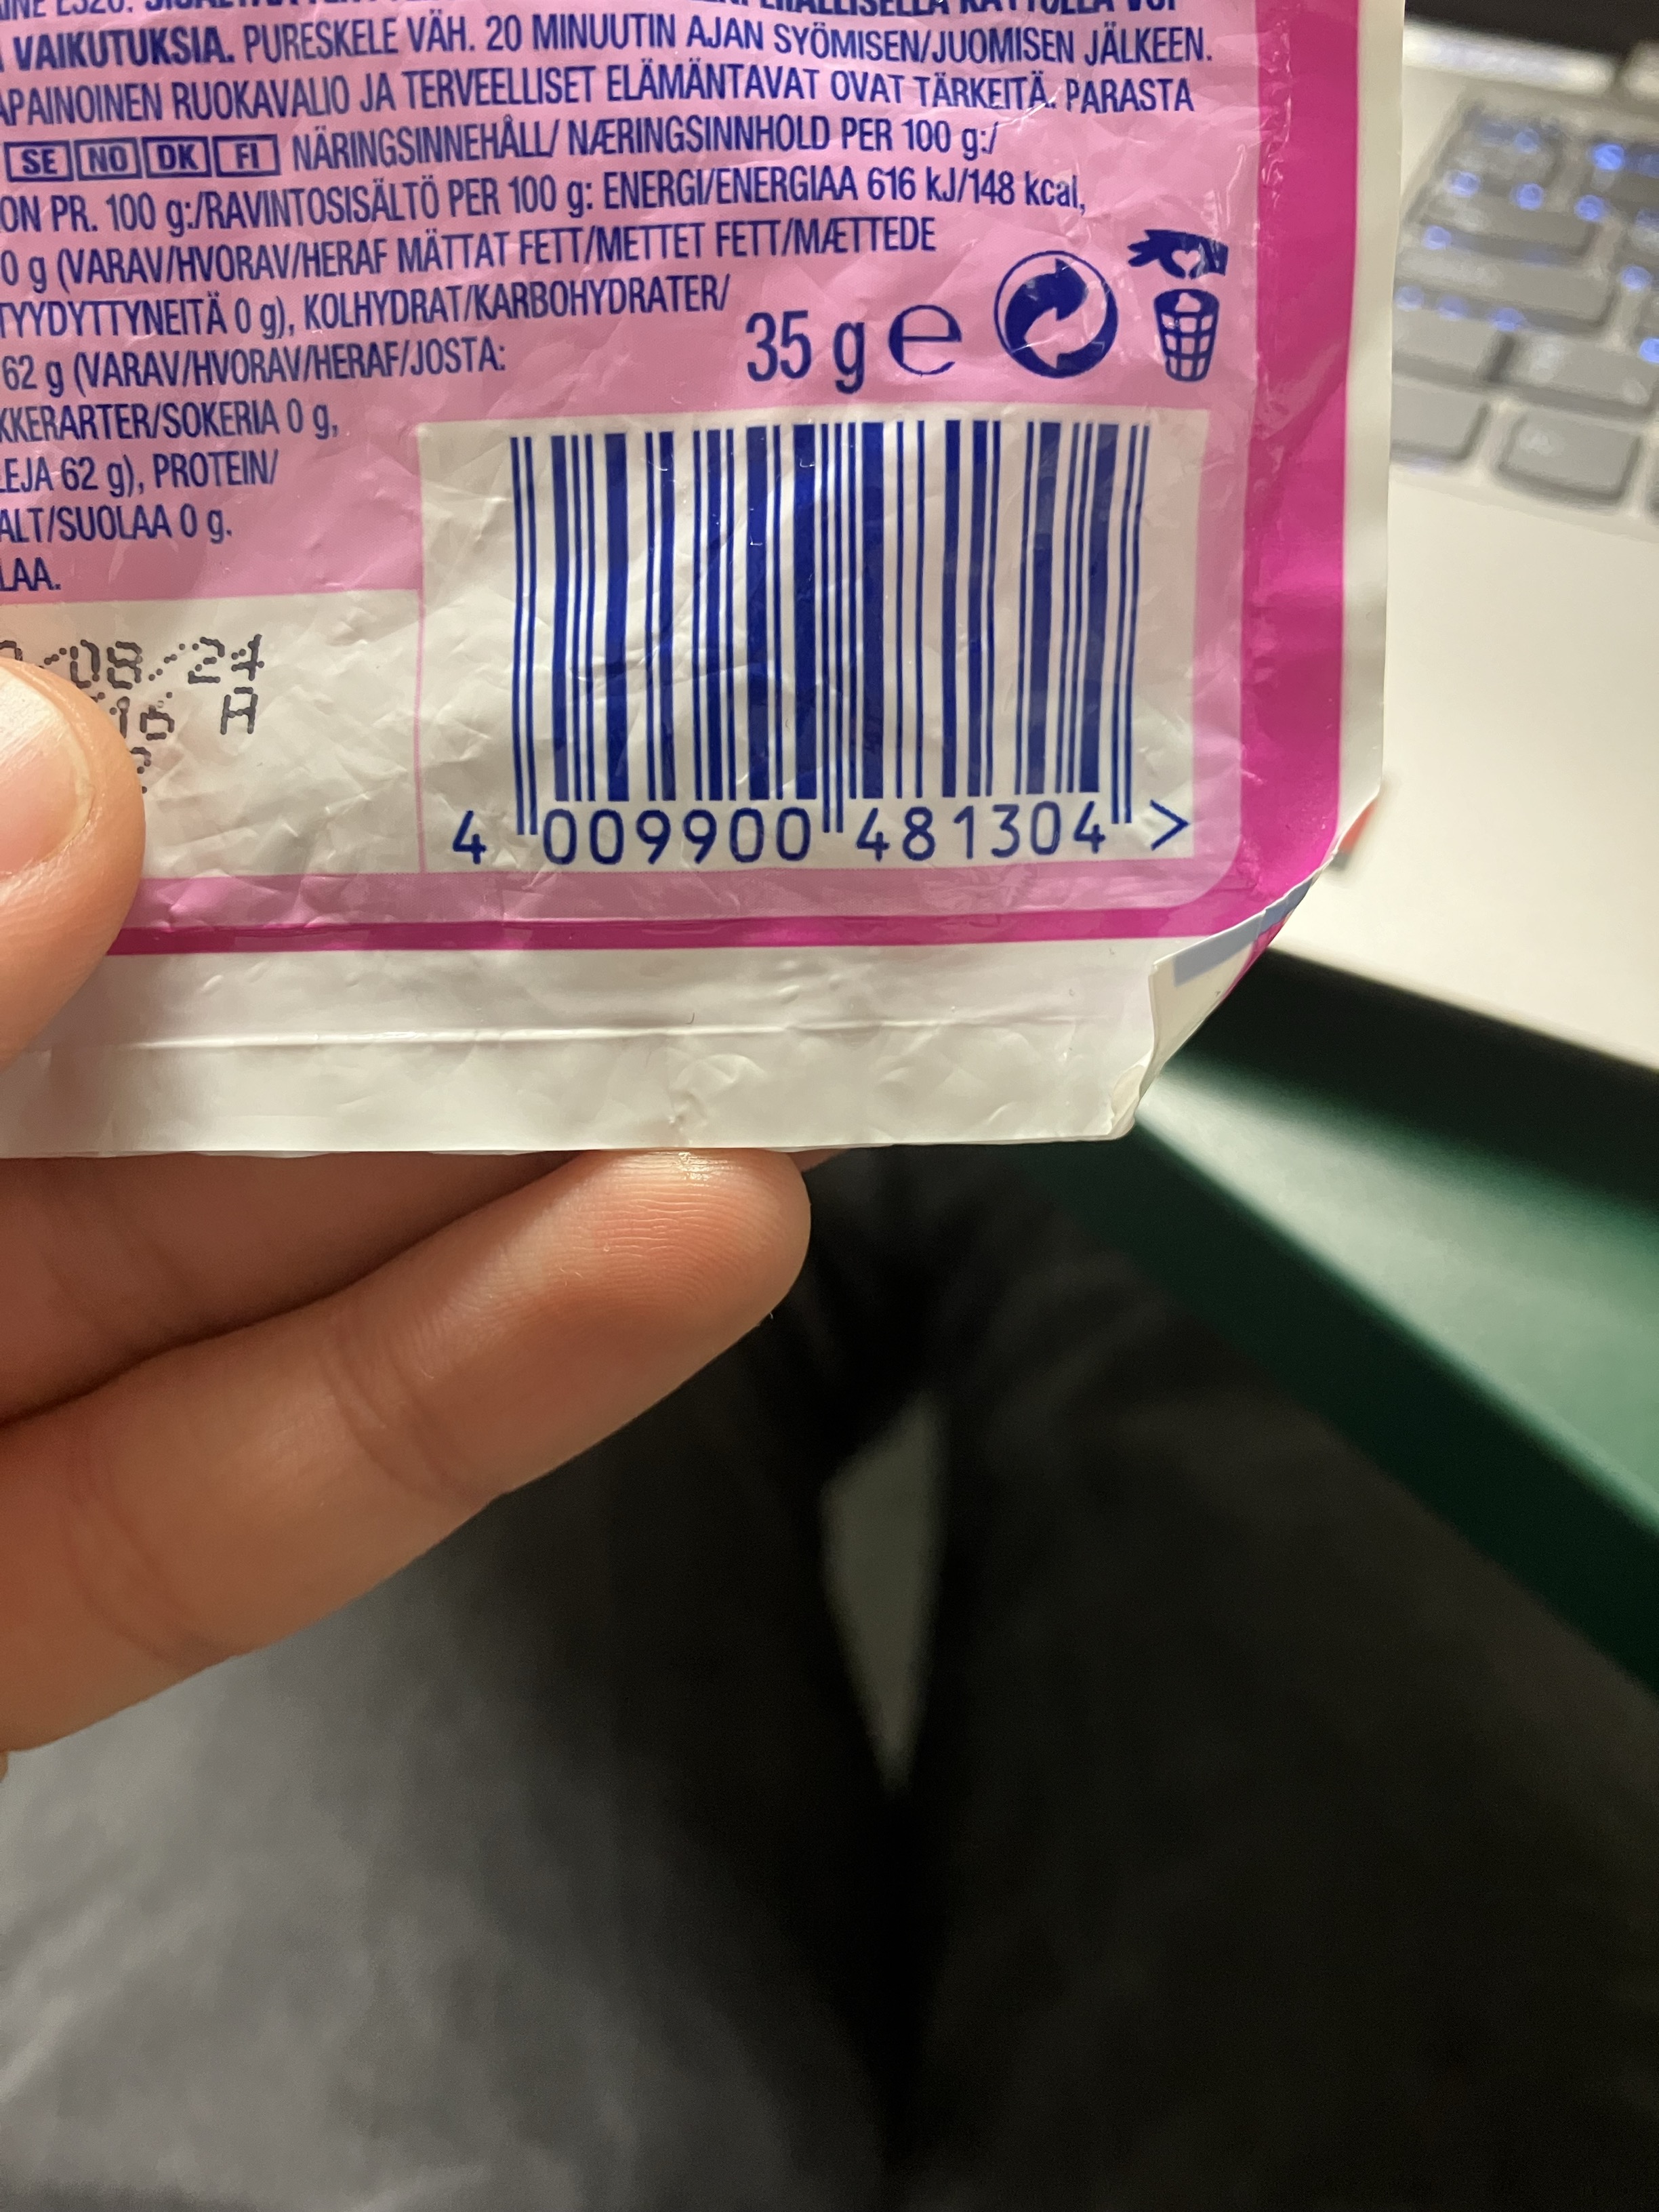 VAIKUTUKSIA. PURESKELE VÄH. 20 MINUUTIN AJAN SYÖMISEN/JUOMISEN JÄLKEEN.
APAINOINEN RUOKAVALIO JA TERVEELLISET ELÄMÄNTAVAT OVAT TÄRKEITÄ. PARASTA
SE NO DK FI NÄRINGSINNEHÅLL/ NÆRINGSINNHOLD PER 100 g:/
ON PR. 100 g:/RAVINTOSISÄLTÖ PER 100 g: ENERGI/ENERGIAA 616 kJ/148 kcal,
0 g (VARAV/HVORAV/HERAF MÄTTAT FETT/METTET FETT/MÆTTEDE
TYYDYTTYNEITÄ 0 g), KOLHYDRAT/KARBOHYDRATER/
62 g (VARAV/HVORAV/HERAF/JOSTA:
KKERARTER/SOKERIA 0 g,
EJA 62 g), PROTEIN/
ALT/SUOLAA 0 g.
LAA.
35 g e
/08/24
16 A
4 009900 481304 >